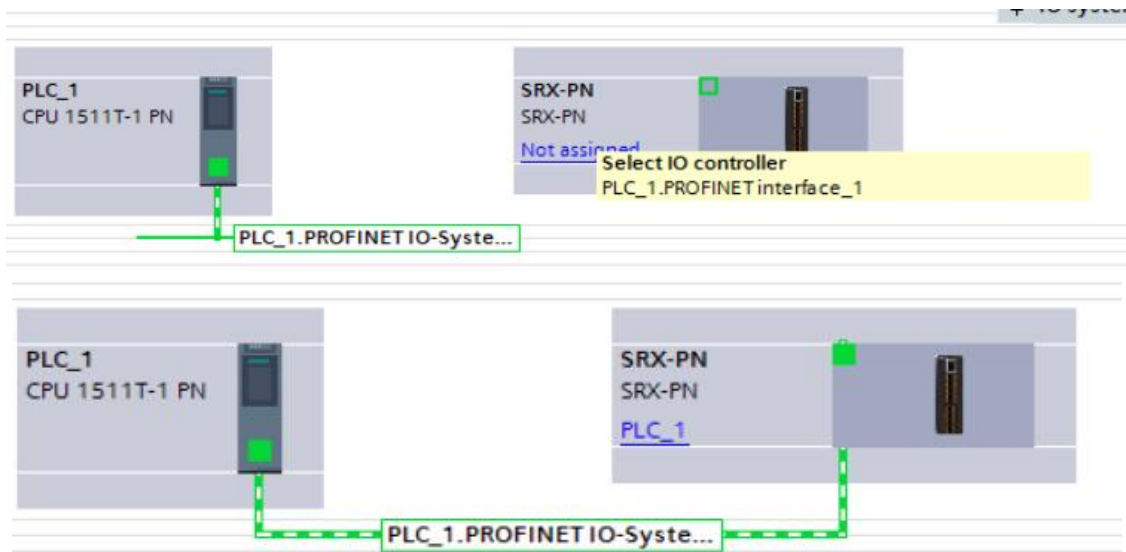 PLC_1
CPU 1511T-1 PN
SRX-PN
SRX-PN
Not assigned
Select IO controller
PLC_1.PROFINET interface_1
PLC_1.PROFINET IO-Syste...
PLC_1
CPU 1511T-1 PN
SRX-PN
SRX-PN
PLC_1
PLC_1.PROFINET IO-Syste...